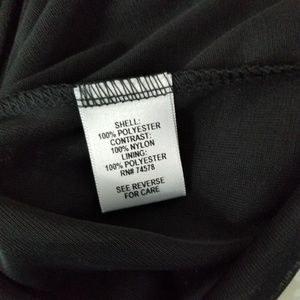 SHELL:
100% POLYESTER
CONTRAST:
100% NYLON
LINING:
100% POLYESTER
RN# 74578
SEE REVERSE
FOR CARE